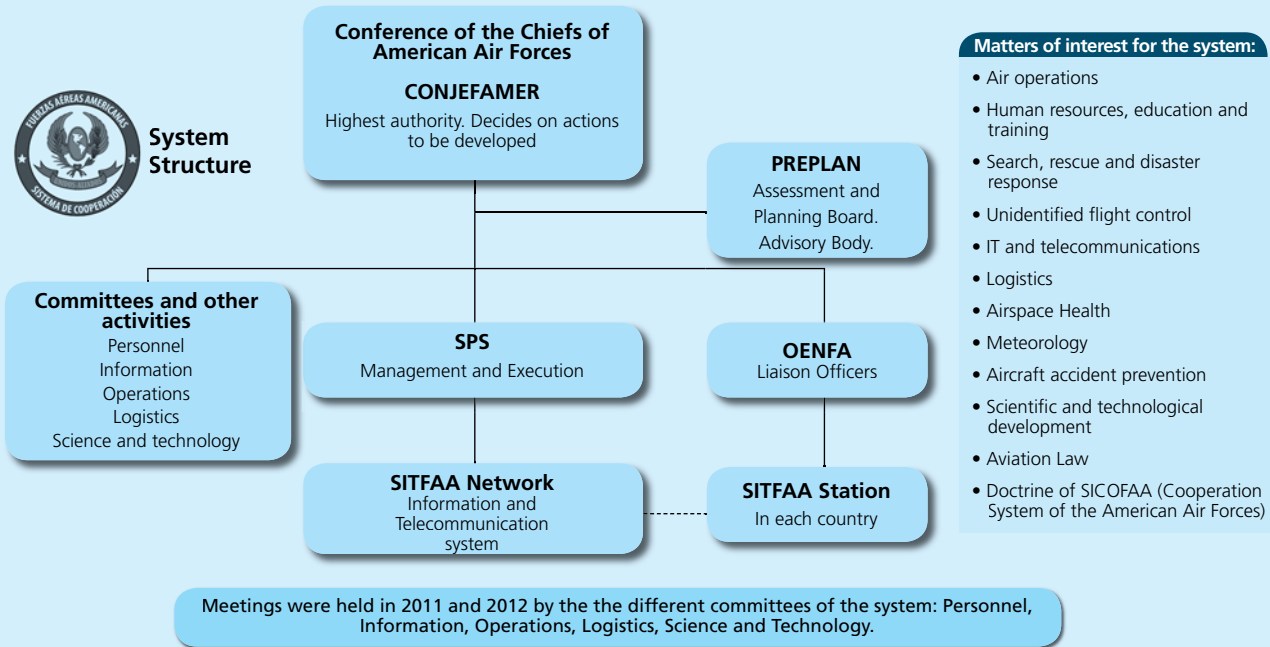 FUERZAS AÉREAS AMERICANAS
SISTEMA DE COOPERACIÓN
System
Structure
Conference of the Chiefs of
American Air Forces
CONJEFAMER
Highest authority. Decides on actions
to be developed
PREPLAN
Assessment and
Planning Board.
Advisory Body.
Committees and other
activities
Personnel
Information
Operations
Logistics
Science and technology
SPS
Management and Execution
OENFA
Liaison Officers
SITFAA Network
Information and
Telecommunication
system
SITFAA Station
In each country
Matters of interest for the system:
• Air operations
• Human resources, education and
training
• Search, rescue and disaster
response
• Unidentified flight control
• IT and telecommunications
• Logistics
• Airspace Health
• Meteorology
• Aircraft accident prevention
• Scientific and technological
development
• Aviation Law
• Doctrine of SICOFAA (Cooperation
System of the American Air Forces)
Meetings were held in 2011 and 2012 by the the different committees of the system: Personnel,
Information, Operations, Logistics, Science and Technology.